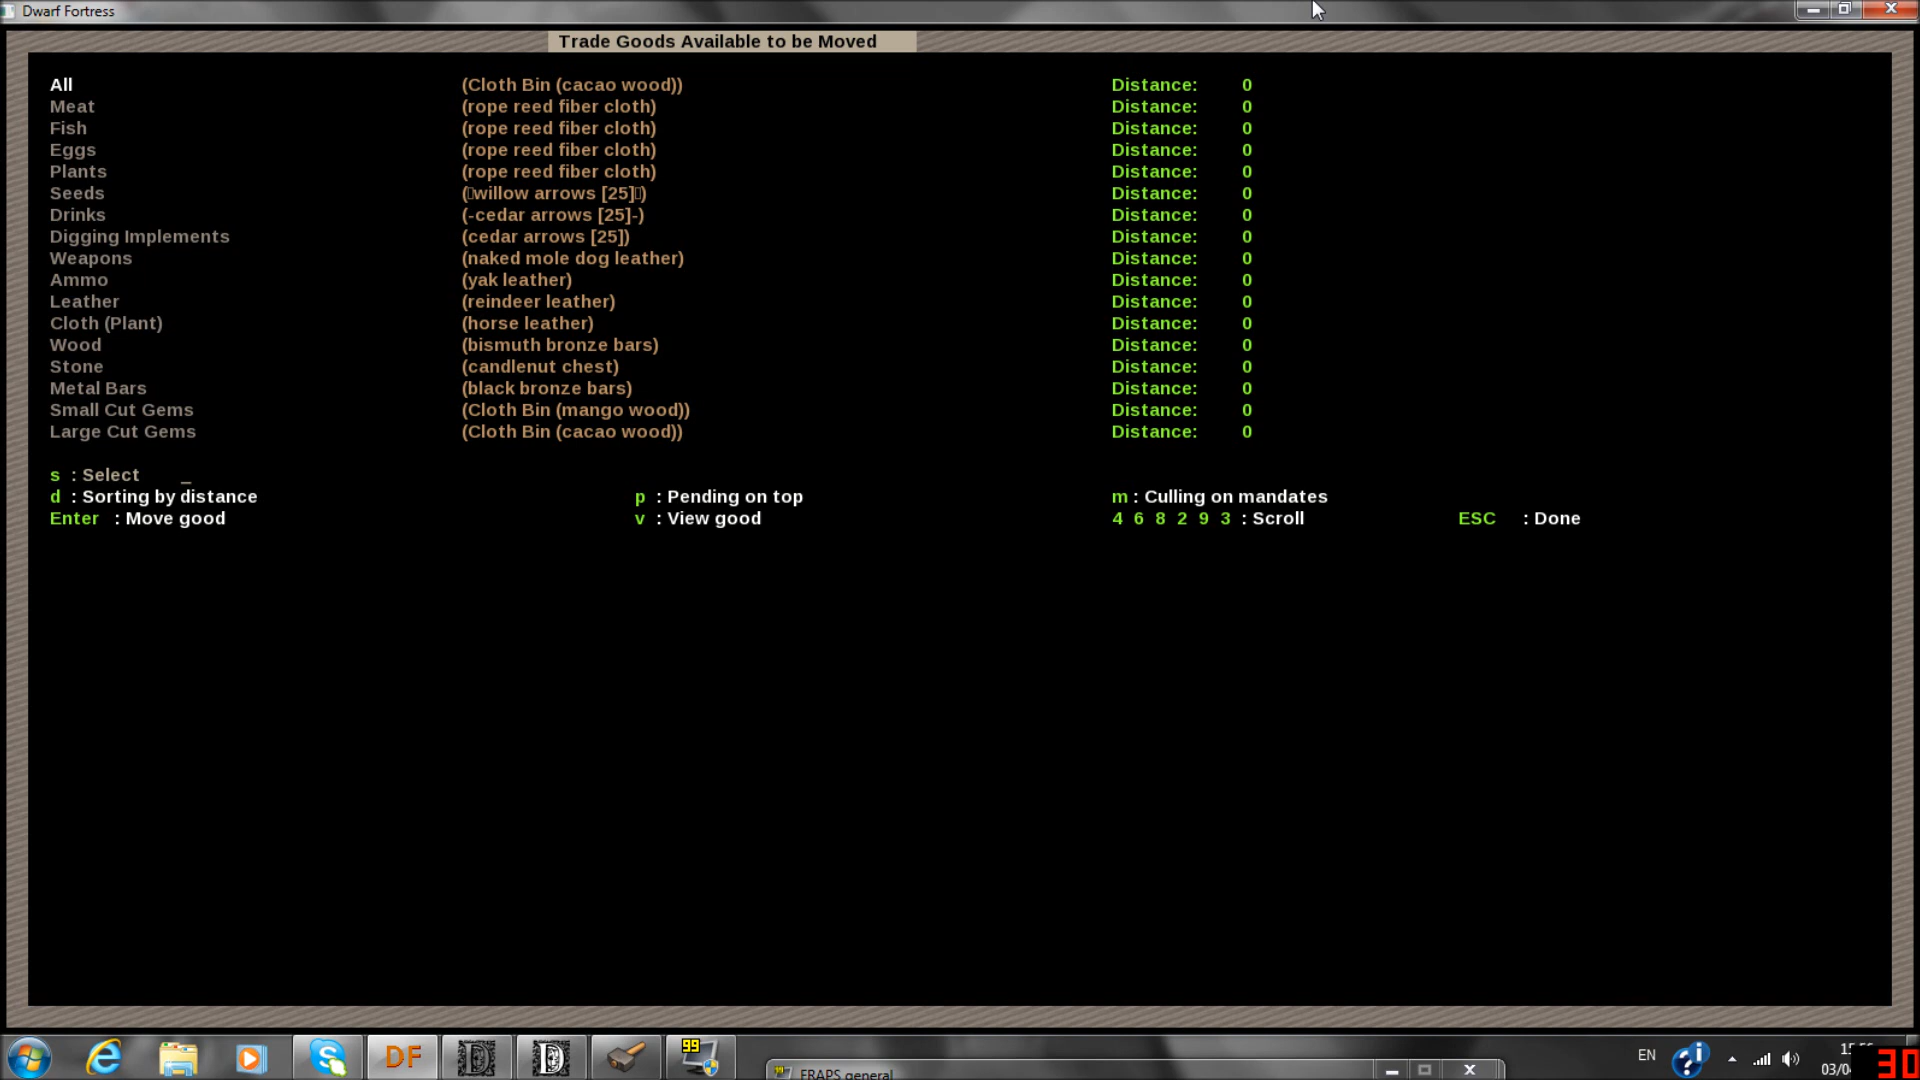 Dwarf Fortress
Trade Goods Available to be Moved
All (Cloth Bin (cacao wood)) Distance: 0
Meat (rope reed fiber cloth) Distance: 0
Fish (rope reed fiber cloth) Distance: 0
Eggs (rope reed fiber cloth) Distance: 0
Plants (rope reed fiber cloth) Distance: 0
Seeds (▯willow arrows [25]▯) Distance: 0
Drinks (-cedar arrows [25]-) Distance: 0
Digging Implements (cedar arrows [25]) Distance: 0
Weapons (naked mole dog leather) Distance: 0
Ammo (yak leather) Distance: 0
Leather (reindeer leather) Distance: 0
Cloth (Plant) (horse leather) Distance: 0
Wood (bismuth bronze bars) Distance: 0
Stone (candlenut chest) Distance: 0
Metal Bars (black bronze bars) Distance: 0
Small Cut Gems (Cloth Bin (mango wood)) Distance: 0
Large Cut Gems (Cloth Bin (cacao wood)) Distance: 0
s : Select _
d : Sorting by distance p : Pending on top m : Culling on mandates
Enter : Move good v : View good 4 6 8 2 9 3 : Scroll ESC : Done
DF D D 99 EN
FRAPS general 30